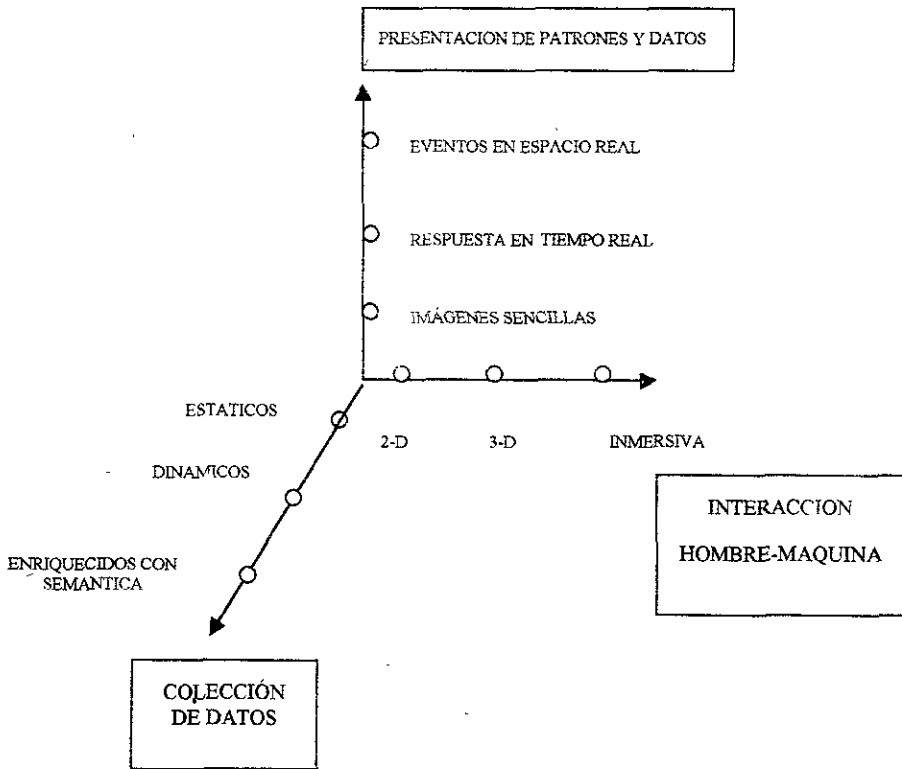 PRESENTACION DE PATRONES Y DATOS
EVENTOS EN ESPACIO REAL
RESPUESTA EN TIEMPO REAL
IMÁGENES SENCILLAS
ESTATICOS
2-D
3-D
INMERSIVA
DINAMICOS
INTERACCION
HOMBRE-MAQUINA
ENRIQUECIDOS CON
SEMANTICA
COLECCIÓN
DE DATOS